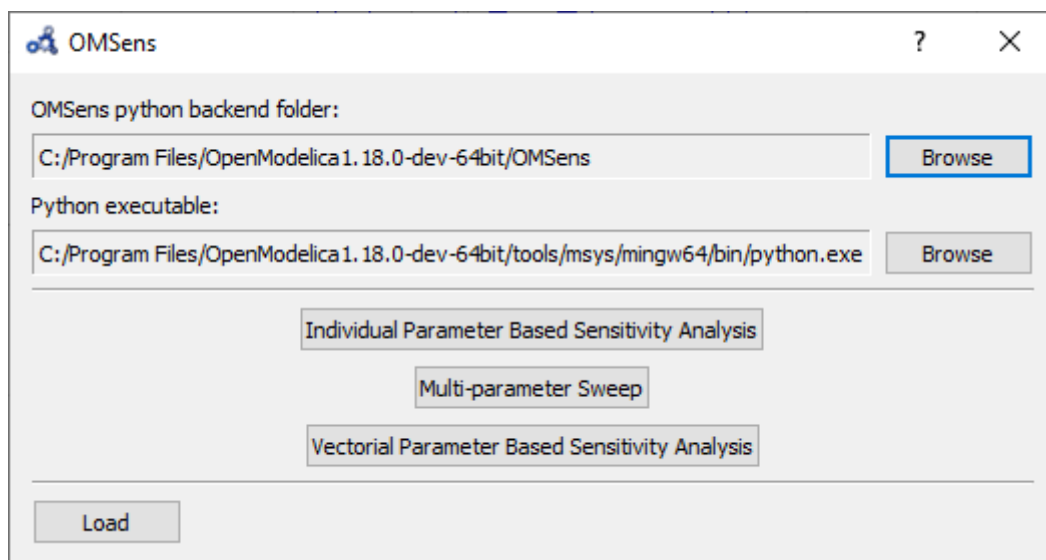 OMSens
?
OMSens python backend folder:
C:/Program Files/OpenModelica1.18.0-dev-64bit/OMSens
Browse
Python executable:
C:/Program Files/OpenModelica1.18.0-dev-64bit/tools/msys/mingw64/bin/python.exe
Browse
Individual Parameter Based Sensitivity Analysis
Multi-parameter Sweep
Vectorial Parameter Based Sensitivity Analysis
Load